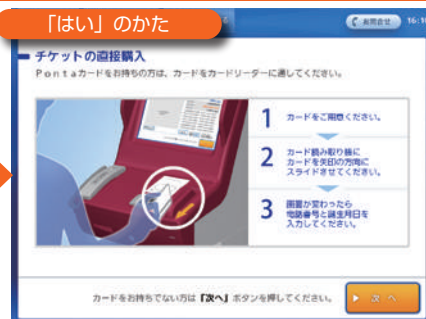 「はい」のかた
お問合せ
16:10
チケットの直接購入
Pontaカードをお持ちの方は、カードをカードリーダーに通してください。
1 カードをご用意ください。
2 カード読み取り機に
カードを矢印の方向に
スライドさせてください。
3 画面が変わったら
電話番号と誕生月日を
入力してください。
カードをお持ちでない方は「次へ」ボタンを押してください。
次へ